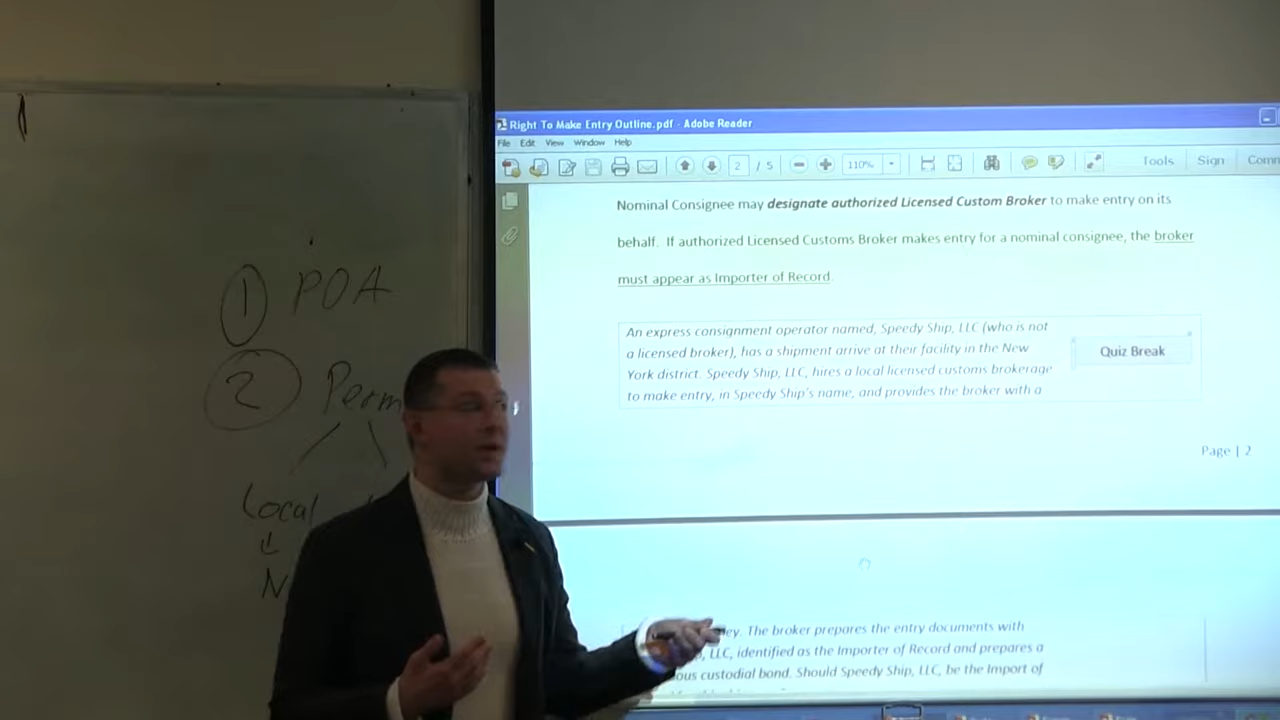 ① POA
② Perm
Local
N
Right To Make Entry Outline.pdf - Adobe Reader
File Edit View Window Help
2 / 5 110% Tools Sign Comm
Nominal Consignee may designate authorized Licensed Custom Broker to make entry on its
behalf. If authorized Licensed Customs Broker makes entry for a nominal consignee, the broker
must appear as Importer of Record.
An express consignment operator named, Speedy Ship, LLC (who is not
a licensed broker), has a shipment arrive at their facility in the New
York district. Speedy Ship, LLC, hires a local licensed customs brokerage
to make entry, in Speedy Ship's name, and provides the broker with a
Quiz Break
Page | 2
ey. The broker prepares the entry documents with
LLC, identified as the Importer of Record and prepares a
ous custodial bond. Should Speedy Ship, LLC, be the Import of